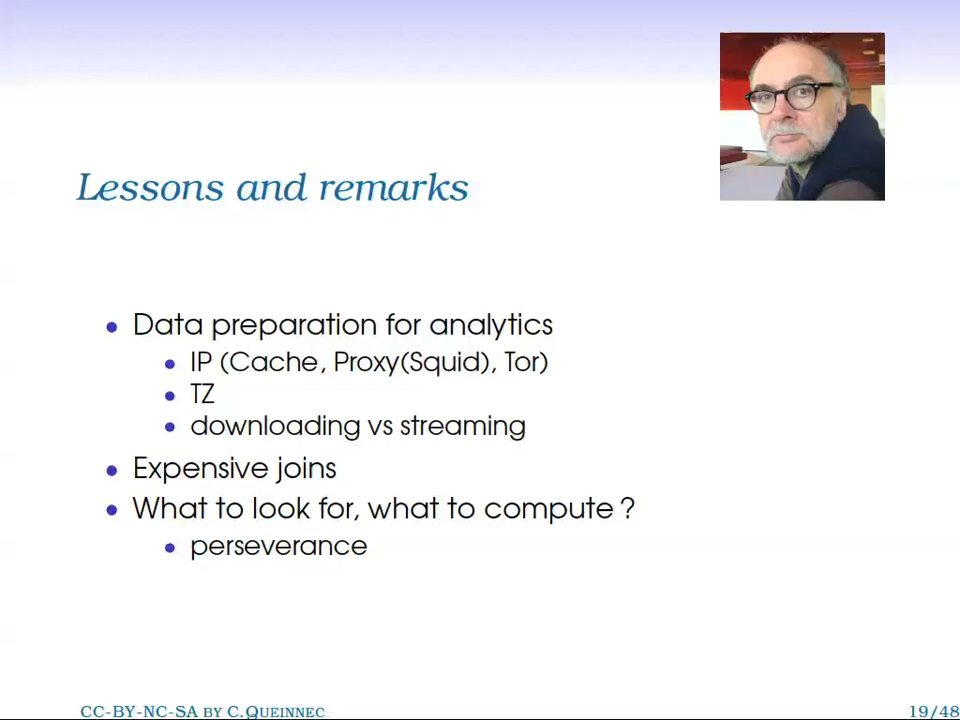 Lessons and remarks
• Data preparation for analytics
• IP (Cache, Proxy(Squid), Tor)
• TZ
• downloading vs streaming
• Expensive joins
• What to look for, what to compute ?
• perseverance
CC-BY-NC-SA BY C.QUEINNEC 19/48